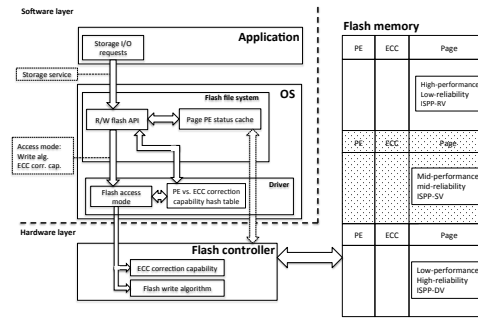 Software layer
Application
Storage I/O
requests
Storage service
OS
Flash file system
R/W flash API
Page PE status cache
Access mode:
Write alg.
ECC corr. cap.
Driver
Flash access
mode
PE vs. ECC correction
capability hash table
Hardware layer
Flash controller
ECC correction capability
Flash write algorithm
Flash memory
PE
ECC
Page
High-performance
Low-reliability
ISPP-RV
PE
ECC
Page
Mid-performance
mid-reliability
ISPP-SV
PE
ECC
Page
Low-performance
High-reliability
ISPP-DV